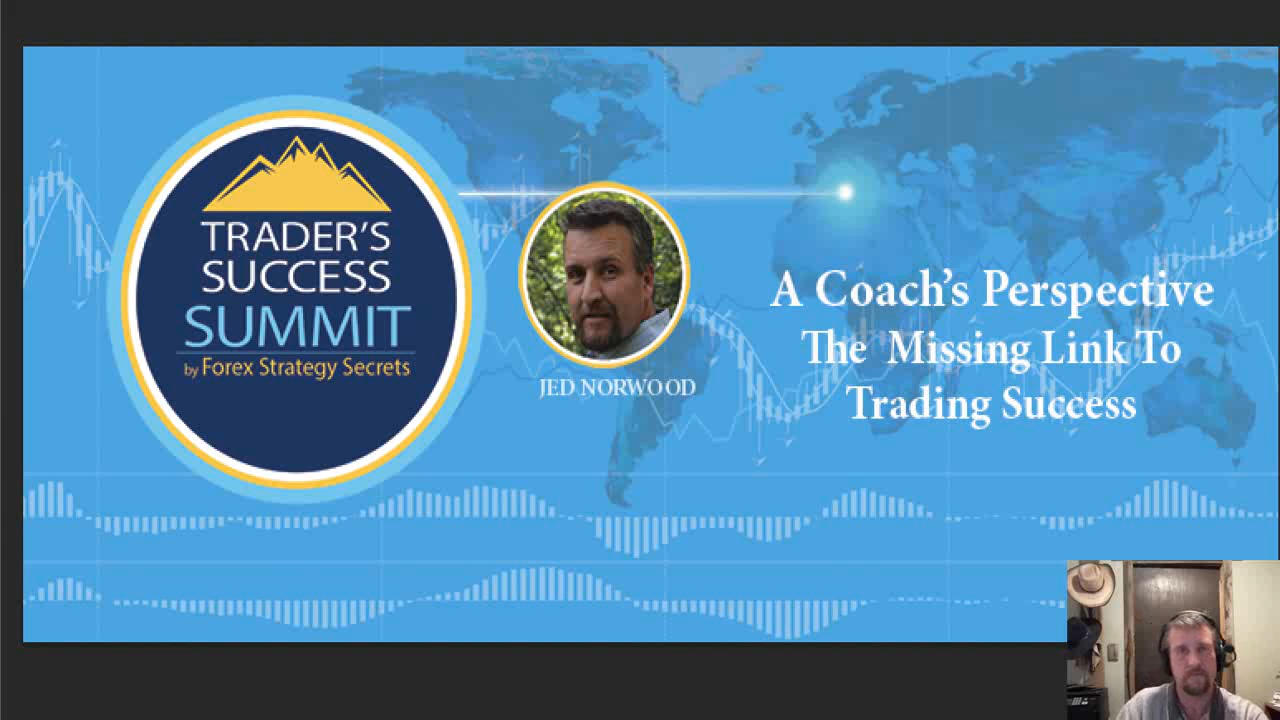 TRADER'S
SUCCESS
SUMMIT
by Forex Strategy Secrets
JED NORWOOD
A Coach's Perspective
The Missing Link To
Trading Success